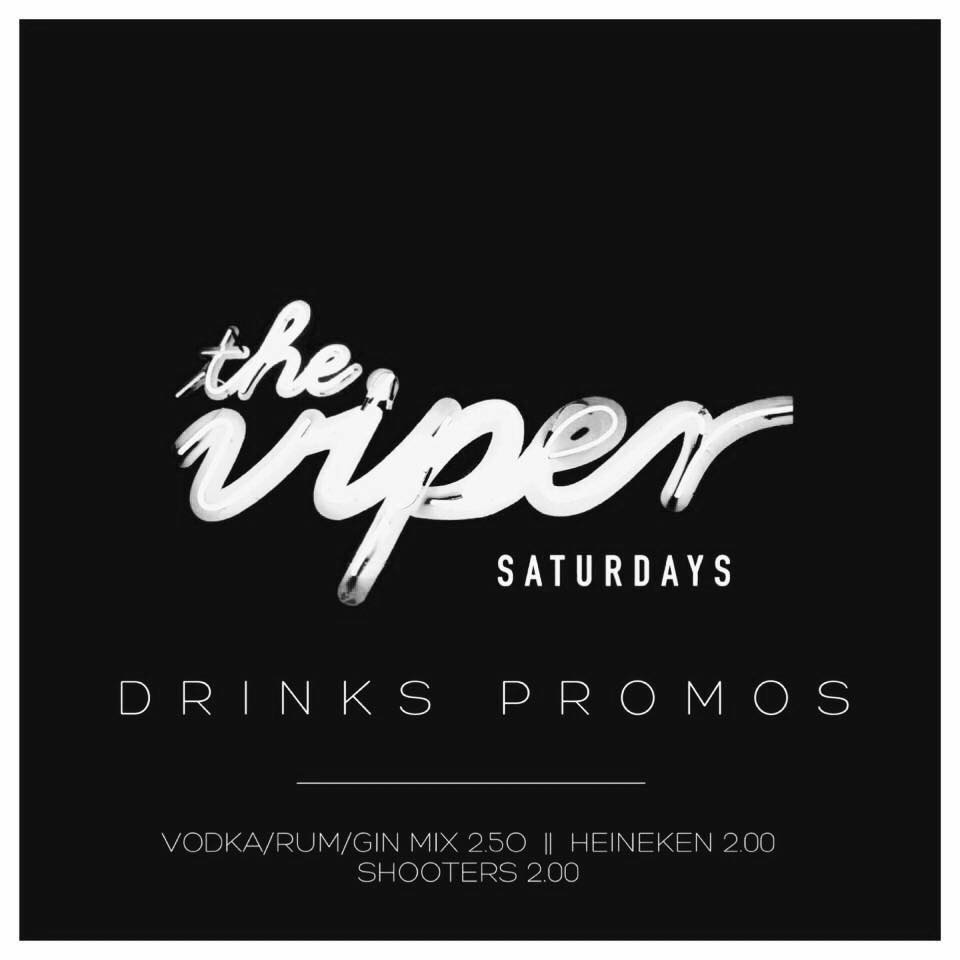 the
viper
SATURDAYS
DRINKS PROMOS
VODKA/RUM/GIN MIX 2.50 || HEINEKEN 2.00
SHOOTERS 2.00